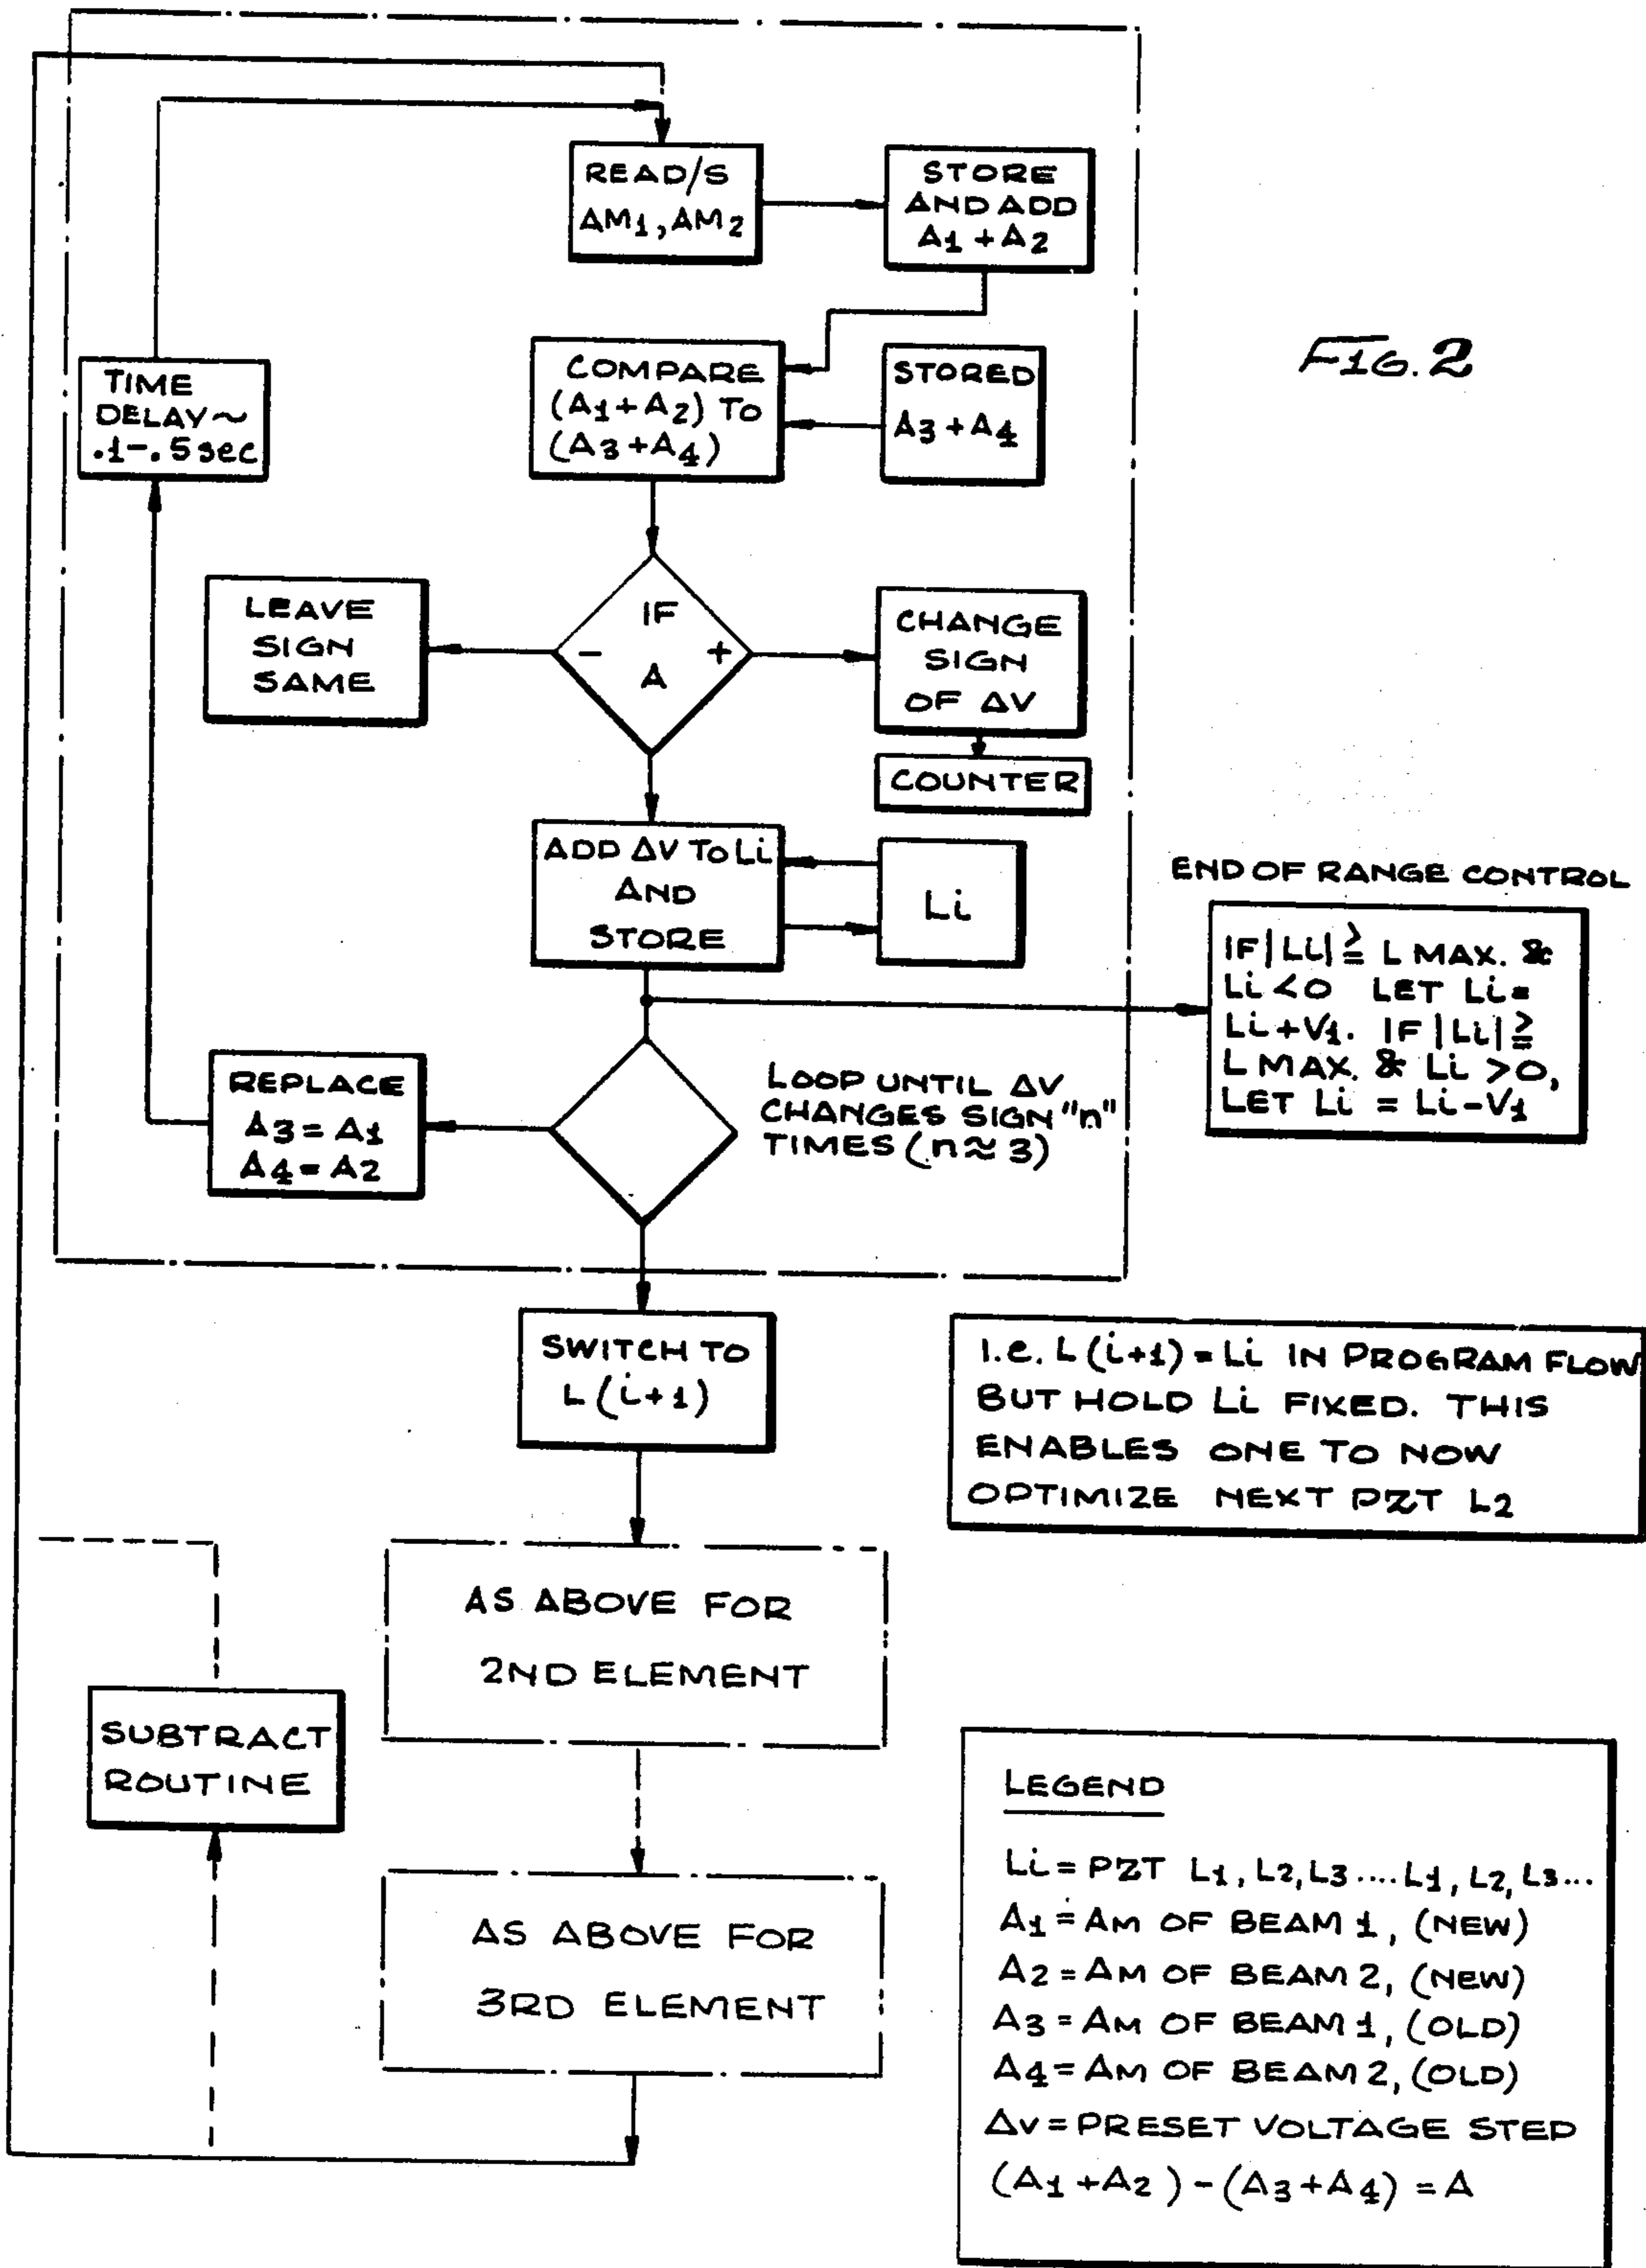 READ/S
AM1, AM2
STORE
AND ADD
A1 + A2
FIG. 2
TIME
DELAY~
.1-.5 sec
COMPARE
(A1+A2) TO
(A3+A4)
STORED
A3 + A4
LEAVE
SIGN
SAME
IF
- +
A
CHANGE
SIGN
OF ΔV
COUNTER
ADD ΔV TO Li
AND
STORE
Li
END OF RANGE CONTROL
IF |Li| ≧ L MAX. &
Li <0 LET Li=
Li+V1. IF |Li| ≧
L MAX. & Li >0,
LET Li = Li-V1
REPLACE
A3 = A1
A4 = A2
LOOP UNTIL ΔV
CHANGES SIGN "n"
TIMES (n≈3)
SWITCH TO
L (i+1)
I.e. L (i+1) = Li IN PROGRAM FLOW
BUT HOLD Li FIXED. THIS
ENABLES ONE TO NOW
OPTIMIZE NEXT PZT L2
AS ABOVE FOR
2ND ELEMENT
SUBTRACT
ROUTINE
AS ABOVE FOR
3RD ELEMENT
LEGEND
Li = PZT L1, L2, L3 .... L1, L2, L3...
A1 = AM OF BEAM 1, (NEW)
A2 = AM OF BEAM 2, (NEW)
A3 = AM OF BEAM 1, (OLD)
A4 = AM OF BEAM 2, (OLD)
ΔV = PRESET VOLTAGE STEP
(A1 + A2) - (A3 + A4) = A